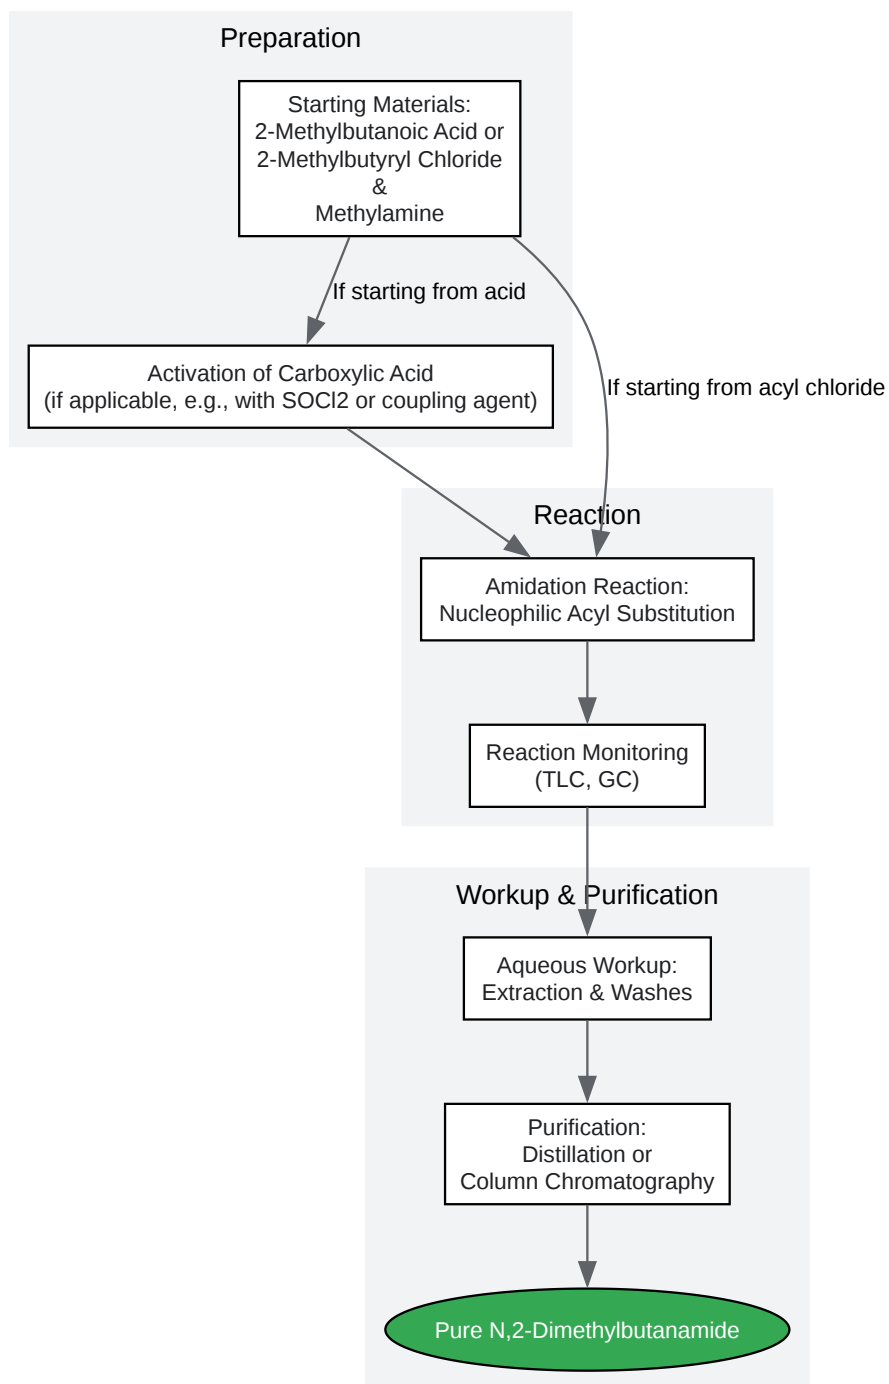 Preparation
Starting Materials:
2-Methylbutanoic Acid or
2-Methylbutyryl Chloride
&
Methylamine
If starting from acid
Activation of Carboxylic Acid
(if applicable, e.g., with SOCl2 or coupling agent)
If starting from acyl chloride
Reaction
Amidation Reaction:
Nucleophilic Acyl Substitution
Reaction Monitoring
(TLC, GC)
Workup & Purification
Aqueous Workup:
Extraction & Washes
Purification:
Distillation or
Column Chromatography
Pure N,2-Dimethylbutanamide